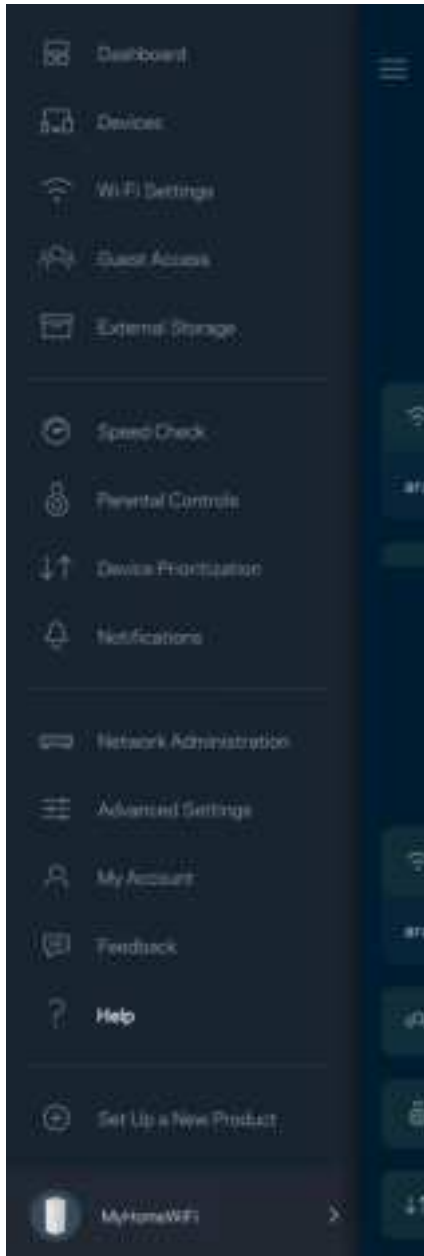 Dashboard
Devices
Wi-Fi Settings
Guest Access
External Storage
Speed Check
Parental Controls
Device Prioritization
Notifications
Network Administration
Advanced Settings
My Account
Feedback
Help
Set Up a New Product
MyHomeWiFi